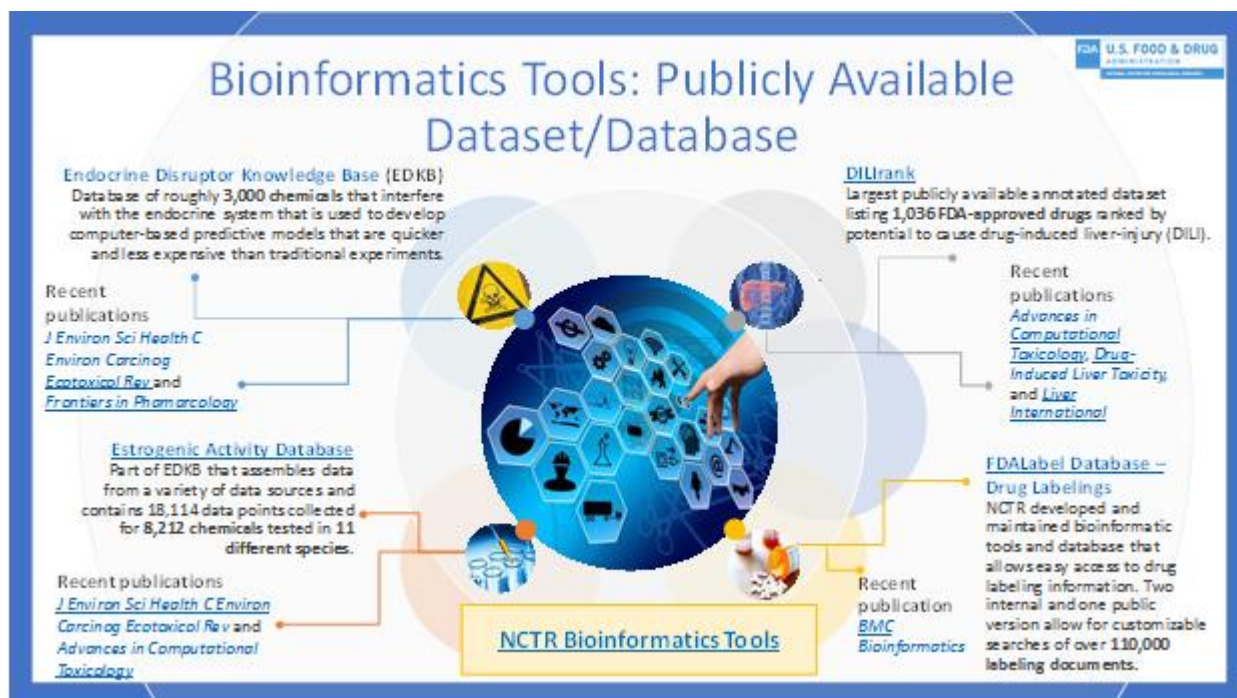 FDA U.S. FOOD & DRUG
ADMINISTRATION
Bioinformatics Tools: Publicly Available
Dataset/Database
Endocrine Disruptor Knowledge Base (EDKB)
Database of roughly 3,000 chemicals that interfere
with the endocrine system that is used to develop
computer-based predictive models that are quicker
and less expensive than traditional experiments.
Recent
publications
J Environ Sci Health C
Environ Carcinog
Ecotoxicol Rev and
Frontiers in Phamarcology
Estrogenic Activity Database
Part of EDKB that assembles data
from a variety of data sources and
contains 18,114 data points collected
for 8,212 chemicals tested in 11
different species.
Recent publications
J Environ Sci Health C Environ
Carcinog Ecotoxicol Rev and
Advances in Computational
Toxicology
DILIrank
Largest publicly available annotated dataset
listing 1,036 FDA-approved drugs ranked by
potential to cause drug-induced liver-injury (DILI).
Recent
publications
Advances in
Computational
Toxicology, Drug-
Induced Liver Toxicity,
and Liver
International
FDALabel Database –
Drug Labelings
NCTR developed and
maintained bioinformatic
tools and database that
allows easy access to drug
labeling information. Two
internal and one public
version allow for customizable
searches of over 110,000
labeling documents.
Recent
publication
BMC
Bioinformatics
NCTR Bioinformatics Tools